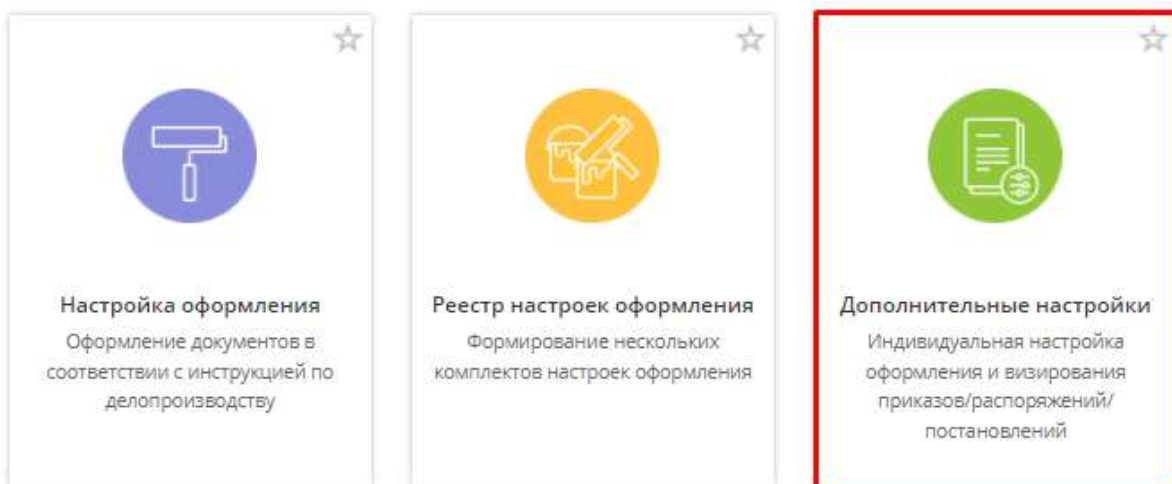 Настройка оформления
Оформление документов в
соответствии с инструкцией по
делопроизводству
Реестр настроек оформления
Формирование нескольких
комплектов настроек оформления
Дополнительные настройки
Индивидуальная настройка
оформления и визирования
приказов/распоряжений/
постановлений